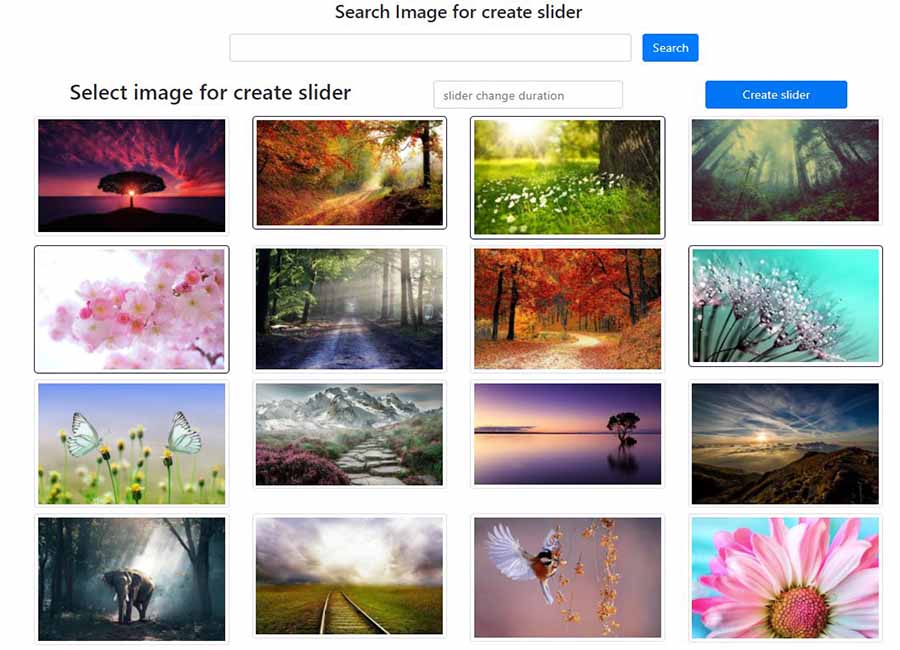 Search Image for create slider
Search
Select image for create slider
slider change duration
Create slider